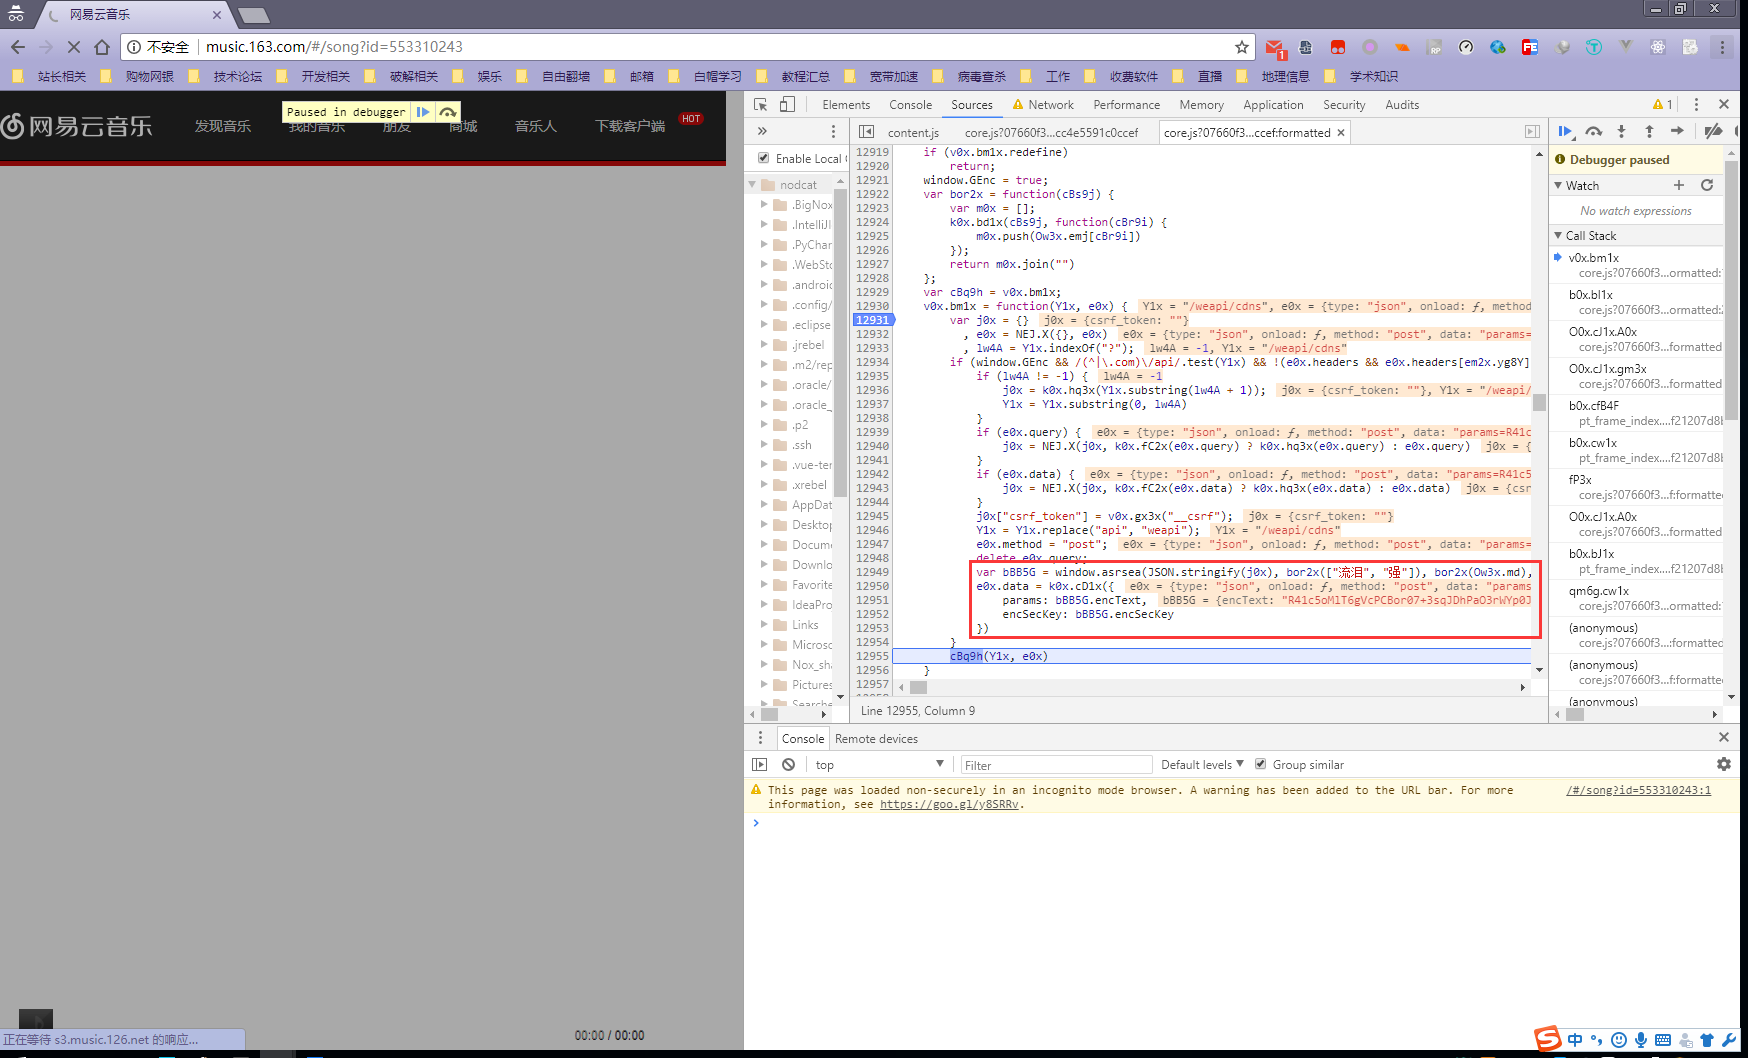 网易云音乐
不安全 music.163.com/#/song?id=553310243
站长相关 购物网银 技术论坛 开发相关 破解相关 娱乐 自由翻墙 邮箱 白帽学习 教程汇总 宽带加速 病毒查杀 工作 收费软件 直播 地理信息 学术知识
Paused in debugger
网易云音乐 发现音乐 我的音乐 朋友 商城 音乐人 下载客户端 HOT
Elements Console Sources Network Performance Memory Application Security Audits 1
content.js core.js?07660f3...cc4e5591c0ccef core.js?07660f3...ccef:formatted
Enable Local
nodcat
.BigNox
.IntelliJI
.PyChar
.WebSto
.android
.config/
.eclipse
.jrebel
.m2/rep
.oracle/
.oracle_
.p2
.ssh
.vue-ter
.xrebel
AppDat
Desktop
Docume
Downlo
Favorite
IdeaPro
Links
Microso
Nox_sha
Pictures
Searche
12919 if (v0x.bm1x.redefine)
12920 return;
12921 window.GEnc = true;
12922 var bor2x = function(cBs9j) {
12923 var m0x = [];
12924 k0x.bd1x(cBs9j, function(cBr9i) {
12925 m0x.push(Ow3x.emj[cBr9i])
12926 });
12927 return m0x.join("")
12928 };
12929 var cBq9h = v0x.bm1x;
12930 v0x.bm1x = function(Y1x, e0x) { Y1x = "/weapi/cdns", e0x = {type: "json", onload: ƒ, method
12931 var j0x = {} j0x = {csrf_token: ""}
12932 , e0x = NEJ.X({}, e0x) e0x = {type: "json", onload: ƒ, method: "post", data: "params=
12933 , lw4A = Y1x.indexOf("?"); lw4A = -1, Y1x = "/weapi/cdns"
12934 if (window.GEnc && /(^|\.com)\/api/.test(Y1x) && !(e0x.headers && e0x.headers[em2x.yg8Y]
12935 if (lw4A != -1) { lw4A = -1
12936 j0x = k0x.hq3x(Y1x.substring(lw4A + 1)); j0x = {csrf_token: ""}, Y1x = "/weapi/
12937 Y1x = Y1x.substring(0, lw4A)
12938 }
12939 if (e0x.query) { e0x = {type: "json", onload: ƒ, method: "post", data: "params=R41c
12940 j0x = NEJ.X(j0x, k0x.fC2x(e0x.query) ? k0x.hq3x(e0x.query) : e0x.query) j0x = {
12941 }
12942 if (e0x.data) { e0x = {type: "json", onload: ƒ, method: "post", data: "params=R41c5
12943 j0x = NEJ.X(j0x, k0x.fC2x(e0x.data) ? k0x.hq3x(e0x.data) : e0x.data) j0x = {csr
12944 }
12945 j0x["csrf_token"] = v0x.gx3x("__csrf"); j0x = {csrf_token: ""}
12946 Y1x = Y1x.replace("api", "weapi"); Y1x = "/weapi/cdns"
12947 e0x.method = "post"; e0x = {type: "json", onload: ƒ, method: "post", data: "params=
12948 delete e0x.query;
12949 var bBB5G = window.asrsea(JSON.stringify(j0x), bor2x(["流泪", "强"]), bor2x(Ow3x.md),
12950 e0x.data = k0x.cD1x({ e0x = {type: "json", onload: ƒ, method: "post", data: "params
12951 params: bBB5G.encText, bBB5G = {encText: "R41c5oMlT6gVcPCBor07+3sqJDhPaO3rWYp0J
12952 encSecKey: bBB5G.encSecKey
12953 })
12954 }
12955 cBq9h(Y1x, e0x)
12956 }
12957
Line 12955, Column 9
Debugger paused
Watch
No watch expressions
Call Stack
v0x.bm1x
core.js?07660f3...ormatted:
b0x.bI1x
core.js?07660f3...ormatted:
O0x.cJ1x.A0x
core.js?07660f3...formatted
O0x.cJ1x.gm3x
core.js?07660f3...formatted
b0x.cfB4F
pt_frame_index....f21207d8b
b0x.cw1x
pt_frame_index....f21207d8b
fP3x
core.js?07660f3...f:formatte
O0x.cJ1x.A0x
core.js?07660f3...formatted
b0x.bJ1x
pt_frame_index....f21207d8b
qm6g.cw1x
core.js?07660f3...ormatted:
(anonymous)
core.js?07660f3...:formatted
(anonymous)
core.js?07660f3...f:formatted
(anonymous)
Console Remote devices
top Filter Default levels Group similar
This page was loaded non-securely in an incognito mode browser. A warning has been added to the URL bar. For more /#/song?id=553310243:1
information, see https://goo.gl/y8SRRv.
00:00 / 00:00
正在等待 s3.music.126.net 的响应...
中